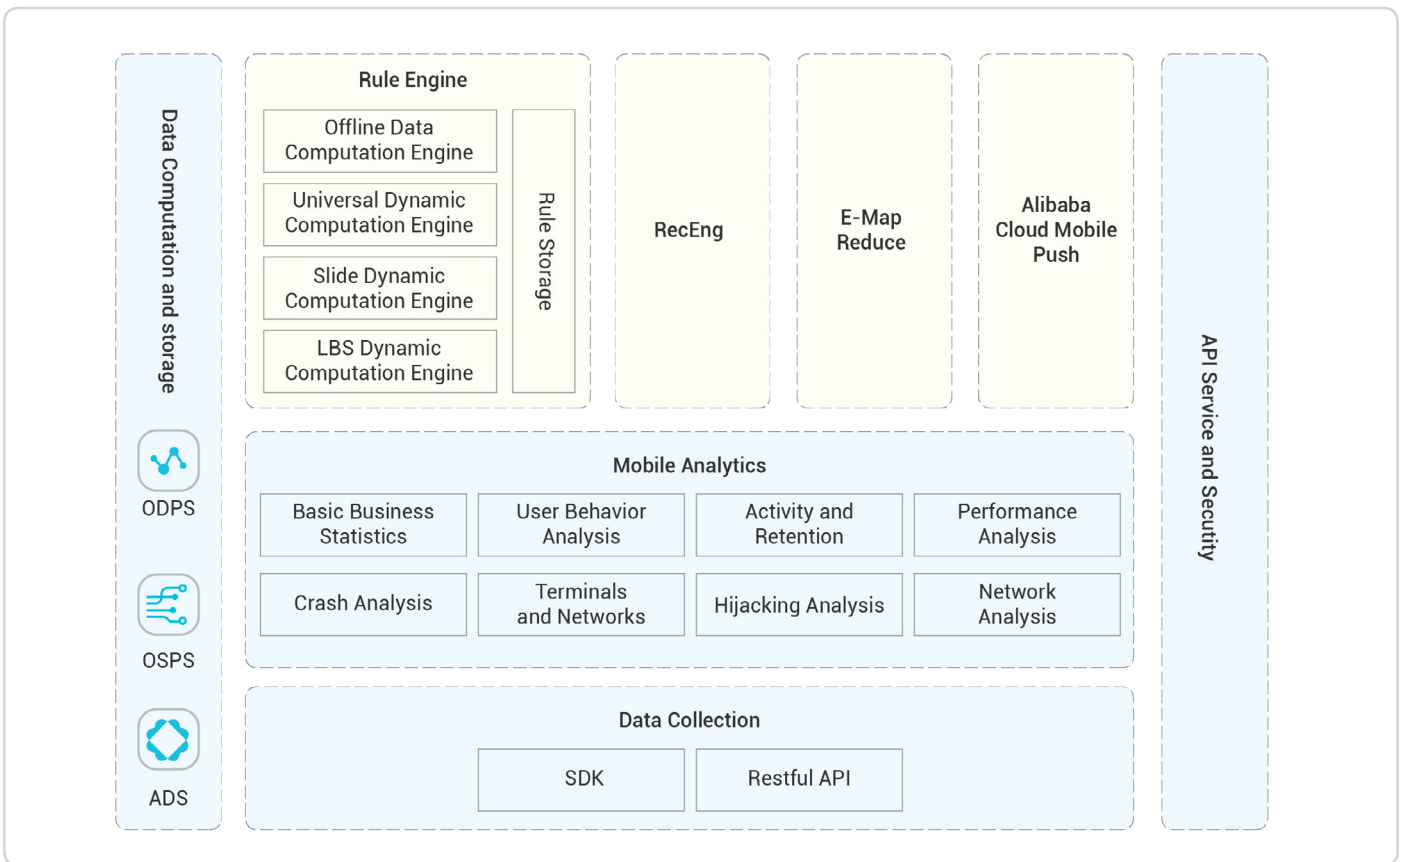 Data Computation and storage
ODPS
OSPS
ADS
Rule Engine
Offline Data
Computation Engine
Universal Dynamic
Computation Engine
Slide Dynamic
Computation Engine
LBS Dynamic
Computation Engine
Rule Storage
RecEng
E-Map
Reduce
Alibaba
Cloud Mobile
Push
Mobile Analytics
Basic Business
Statistics
User Behavior
Analysis
Activity and
Retention
Performance
Analysis
Crash Analysis
Terminals
and Networks
Hijacking Analysis
Network
Analysis
Data Collection
SDK
Restful API
API Service and Secutity